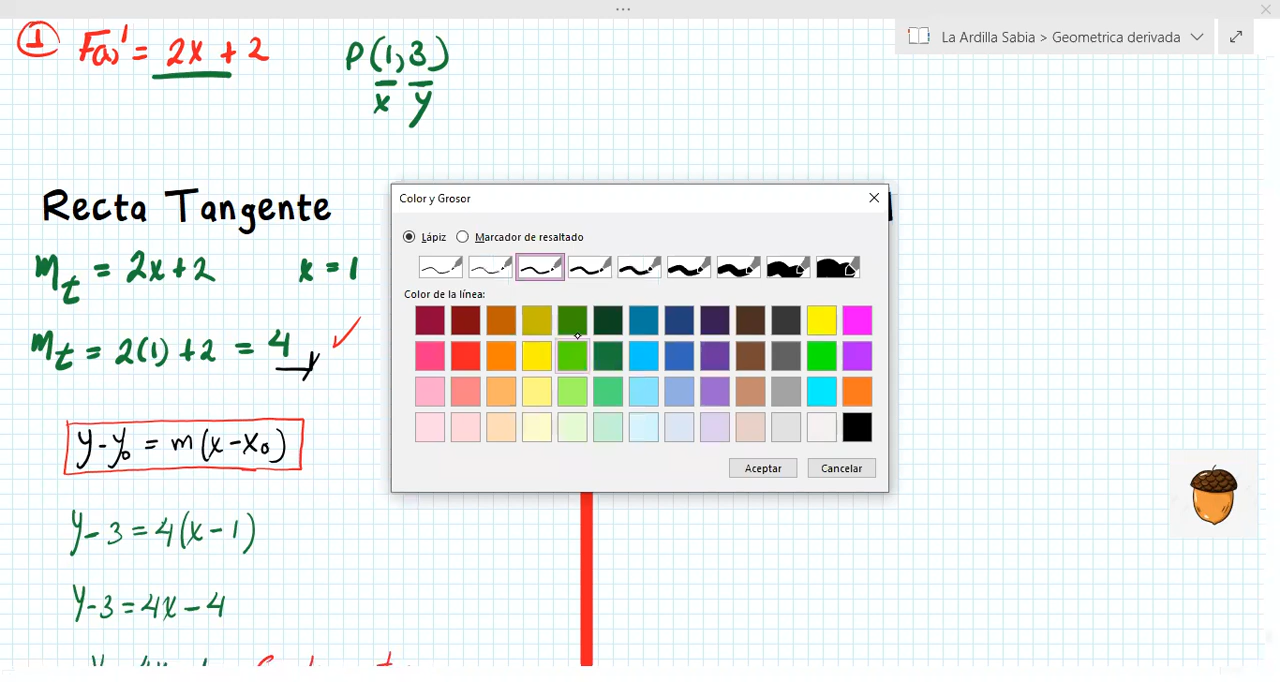 ① F(x)' = 2x + 2
P(1,3)
x y
La Ardilla Sabia > Geometrica derivada
Recta Tangente
mt = 2x+2 x = 1
mt = 2(1) +2 = 4
y-y₀ = m(x-x₀)
y-3=4(x-1)
y-3=4x-4
Color y Grosor
Lápiz Marcador de resaltado
Color de la línea:
Aceptar Cancelar